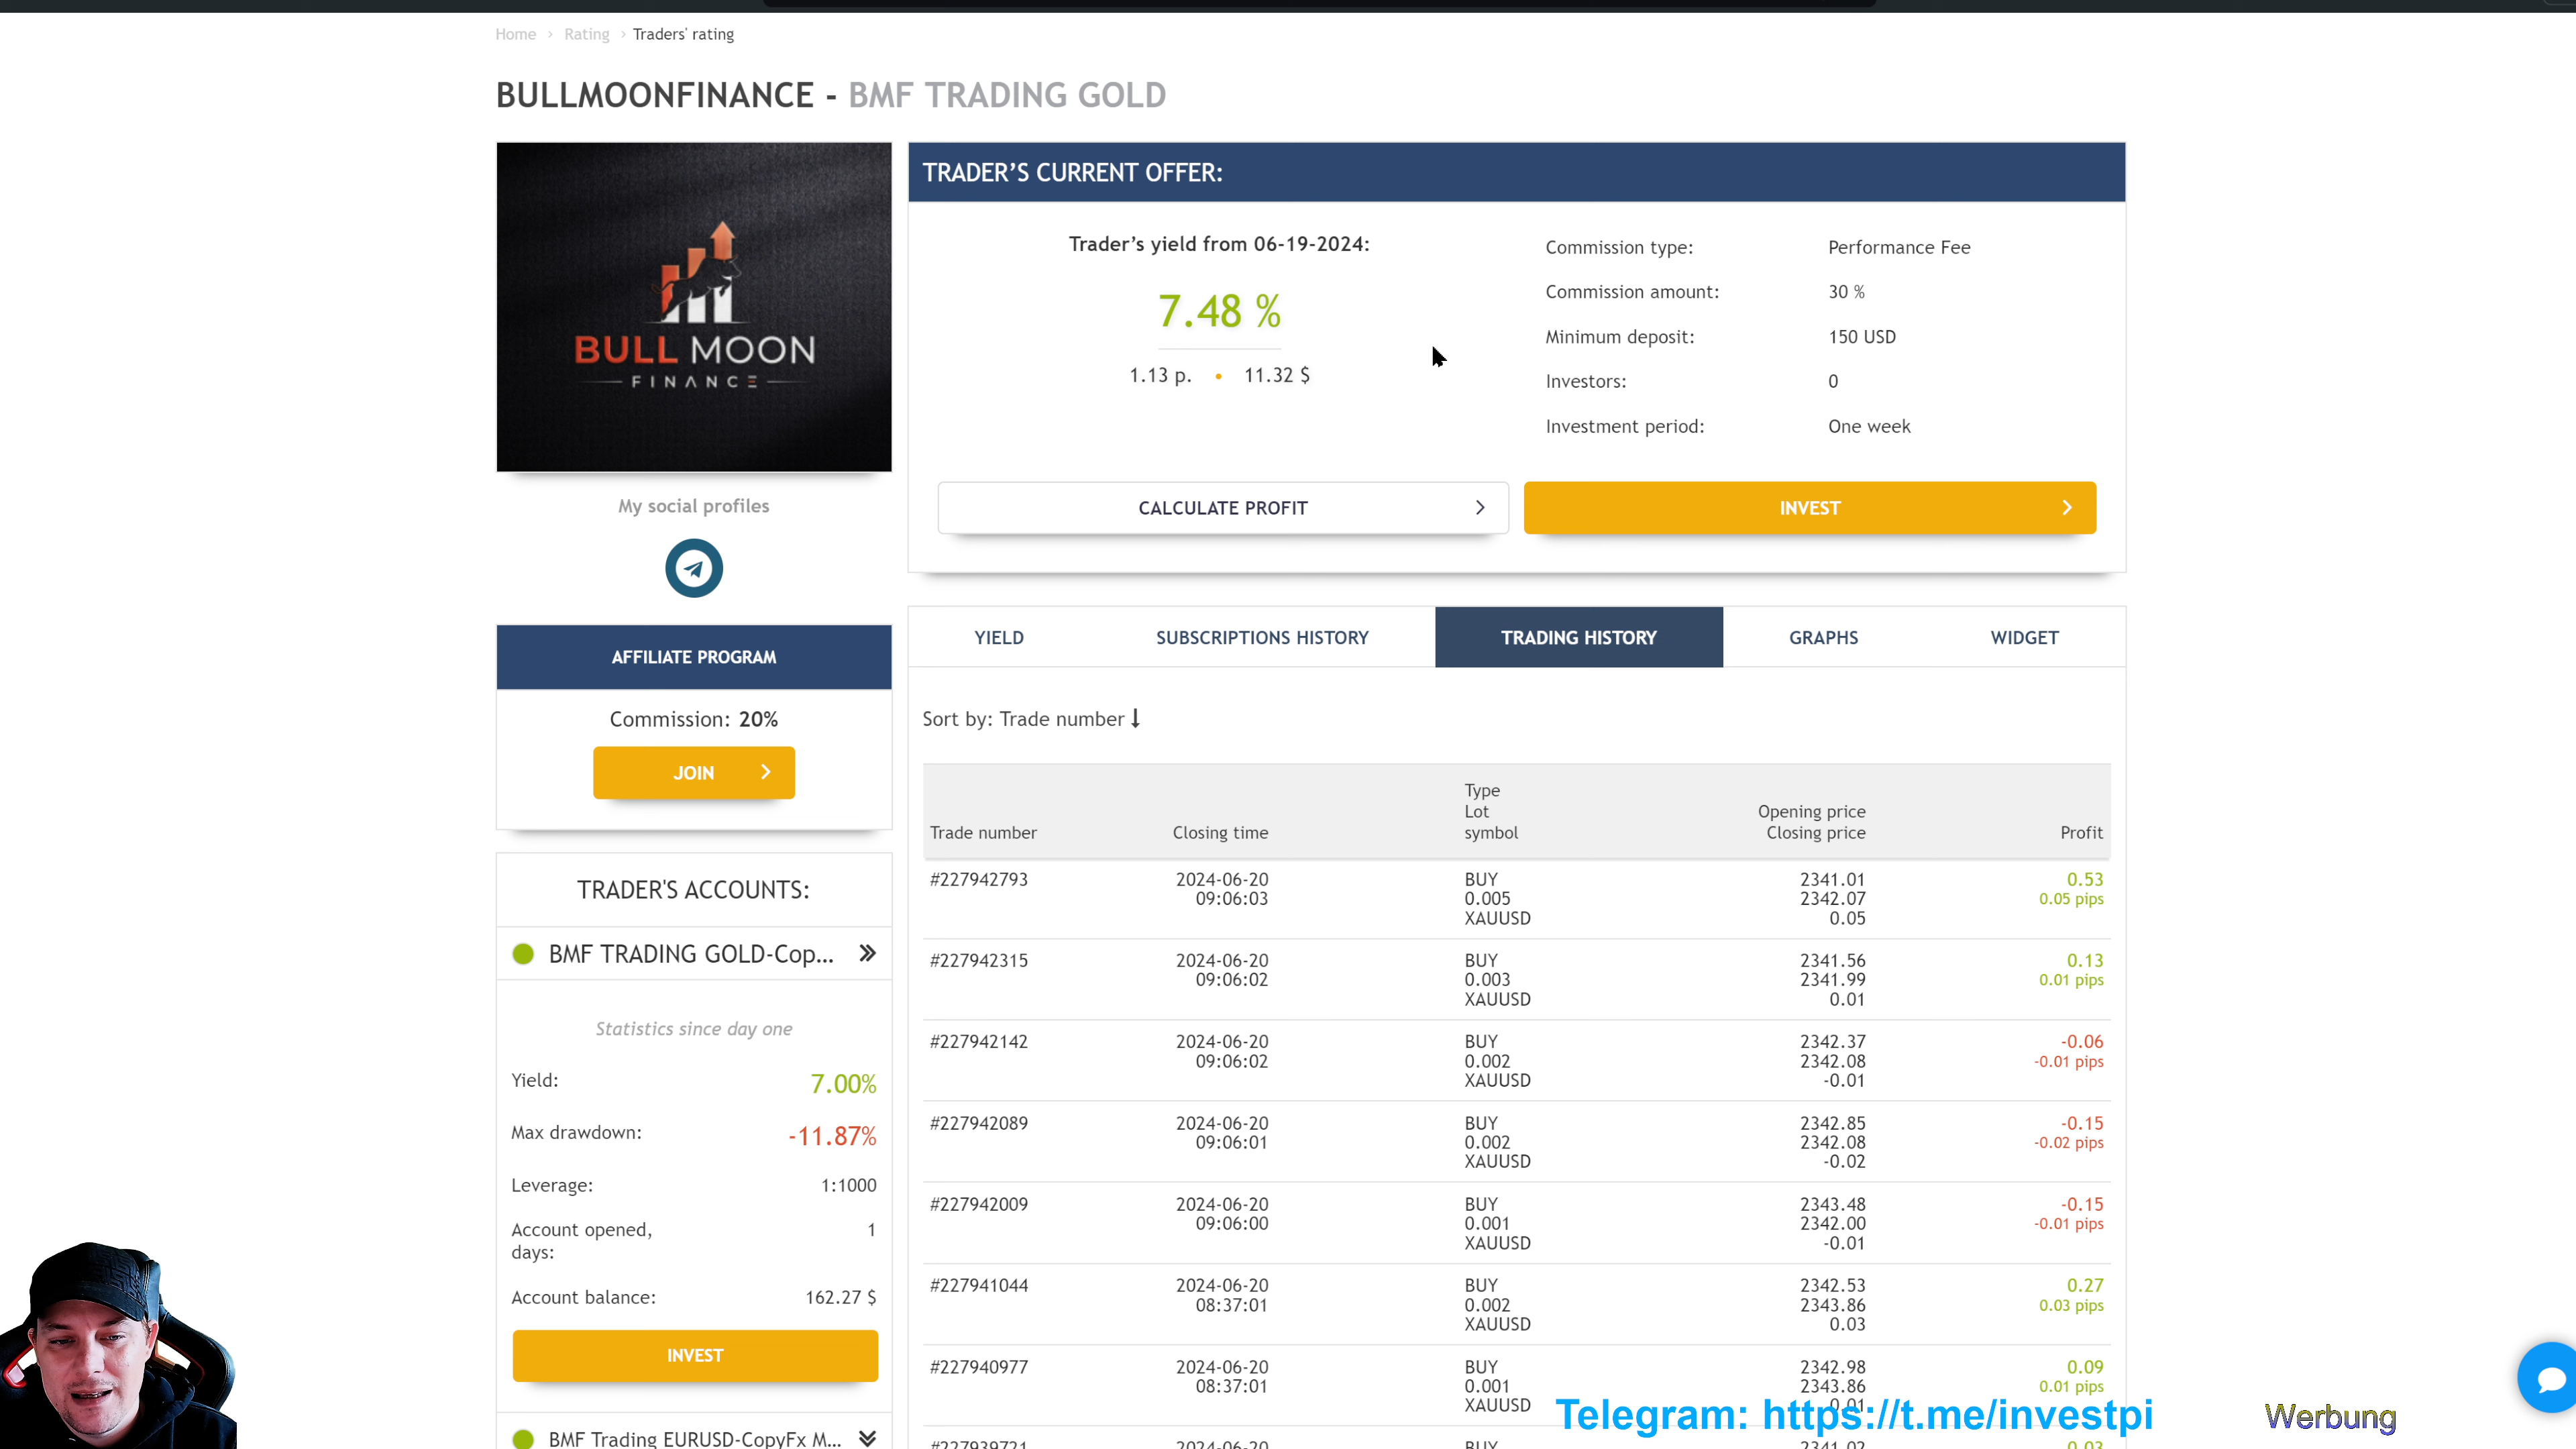 Home › Rating › Traders' rating
BULLMOONFINANCE - BMF TRADING GOLD
BULL MOON
FINANCE
My social profiles
AFFILIATE PROGRAM
Commission: 20%
JOIN
TRADER'S ACCOUNTS:
BMF TRADING GOLD-Cop...
Statistics since day one
Yield: 7.00%
Max drawdown: -11.87%
Leverage: 1:1000
Account opened, 1
days:
Account balance: 162.27 $
INVEST
BMF Trading EURUSD-CopyFx M...
TRADER’S CURRENT OFFER:
Trader’s yield from 06-19-2024:
7.48 %
1.13 p. • 11.32 $
Commission type: Performance Fee
Commission amount: 30 %
Minimum deposit: 150 USD
Investors: 0
Investment period: One week
CALCULATE PROFIT
INVEST
YIELD SUBSCRIPTIONS HISTORY TRADING HISTORY GRAPHS WIDGET
Sort by: Trade number
Type
Lot Opening price
Trade number Closing time symbol Closing price Profit
#227942793 2024-06-20 BUY 2341.01 0.53
09:06:03 0.005 2342.07 0.05 pips
XAUUSD 0.05
#227942315 2024-06-20 BUY 2341.56 0.13
09:06:02 0.003 2341.99 0.01 pips
XAUUSD 0.01
#227942142 2024-06-20 BUY 2342.37 -0.06
09:06:02 0.002 2342.08 -0.01 pips
XAUUSD -0.01
#227942089 2024-06-20 BUY 2342.85 -0.15
09:06:01 0.002 2342.08 -0.02 pips
XAUUSD -0.02
#227942009 2024-06-20 BUY 2343.48 -0.15
09:06:00 0.001 2342.00 -0.01 pips
XAUUSD -0.01
#227941044 2024-06-20 BUY 2342.53 0.27
08:37:01 0.002 2343.86 0.03 pips
XAUUSD 0.03
#227940977 2024-06-20 BUY 2342.98 0.09
08:37:01 0.001 2343.86 0.01 pips
XAUUSD 0.01
#227939721 2024-06-20 BUY 2341.02 0.03
Telegram: https://t.me/investpi
Werbung